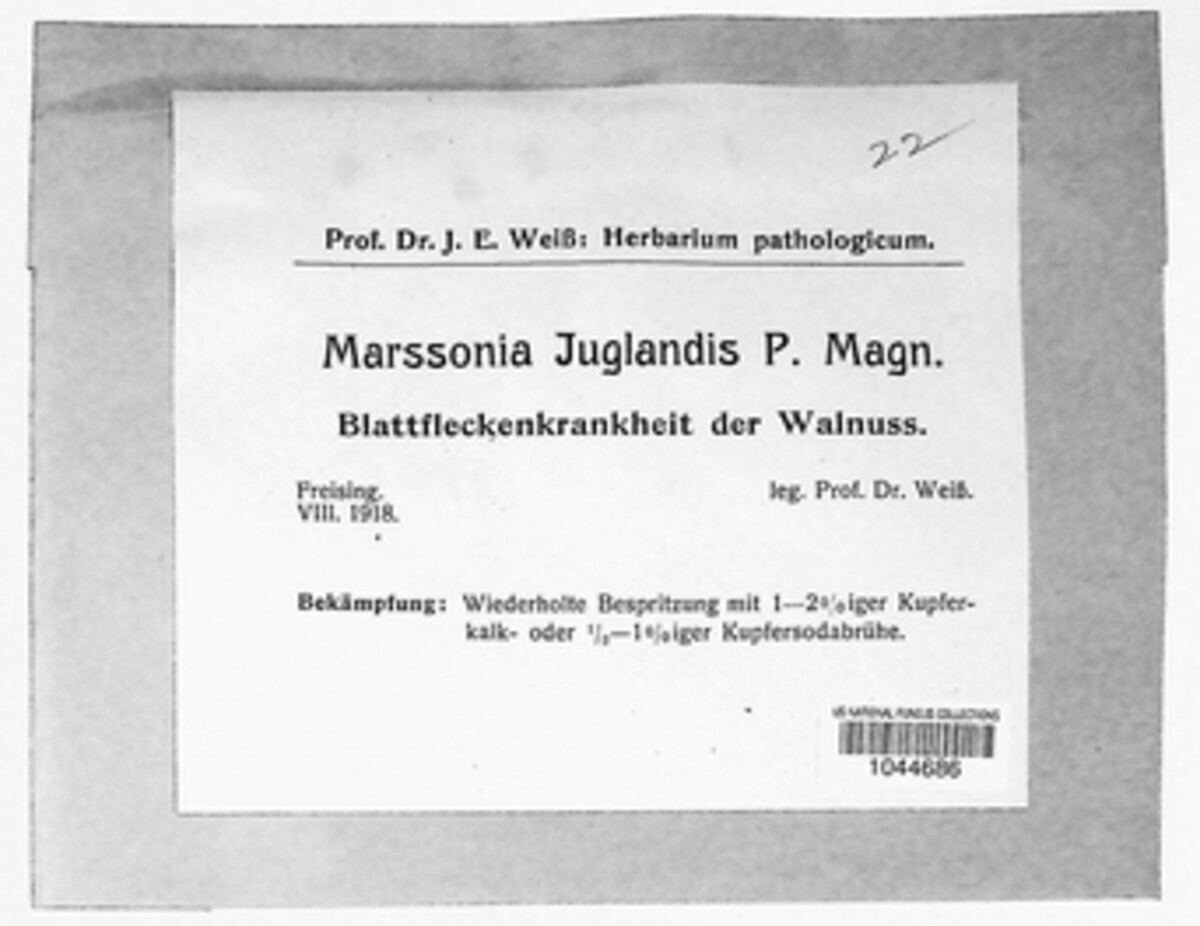 22
Prof. Dr. J. E. Weiß: Herbarium pathologicum.
Marssonia Juglandis P. Magn.
Blattfleckenkrankheit der Walnuss.
Freising. leg. Prof. Dr. Weiß.
VIII. 1918.
Bekämpfung: Wiederholte Bespritzung mit 1—2%iger Kupfer-
kalk- oder ½—1%iger Kupfersodabrühe.
US NATIONAL FUNGUS COLLECTIONS
1044686